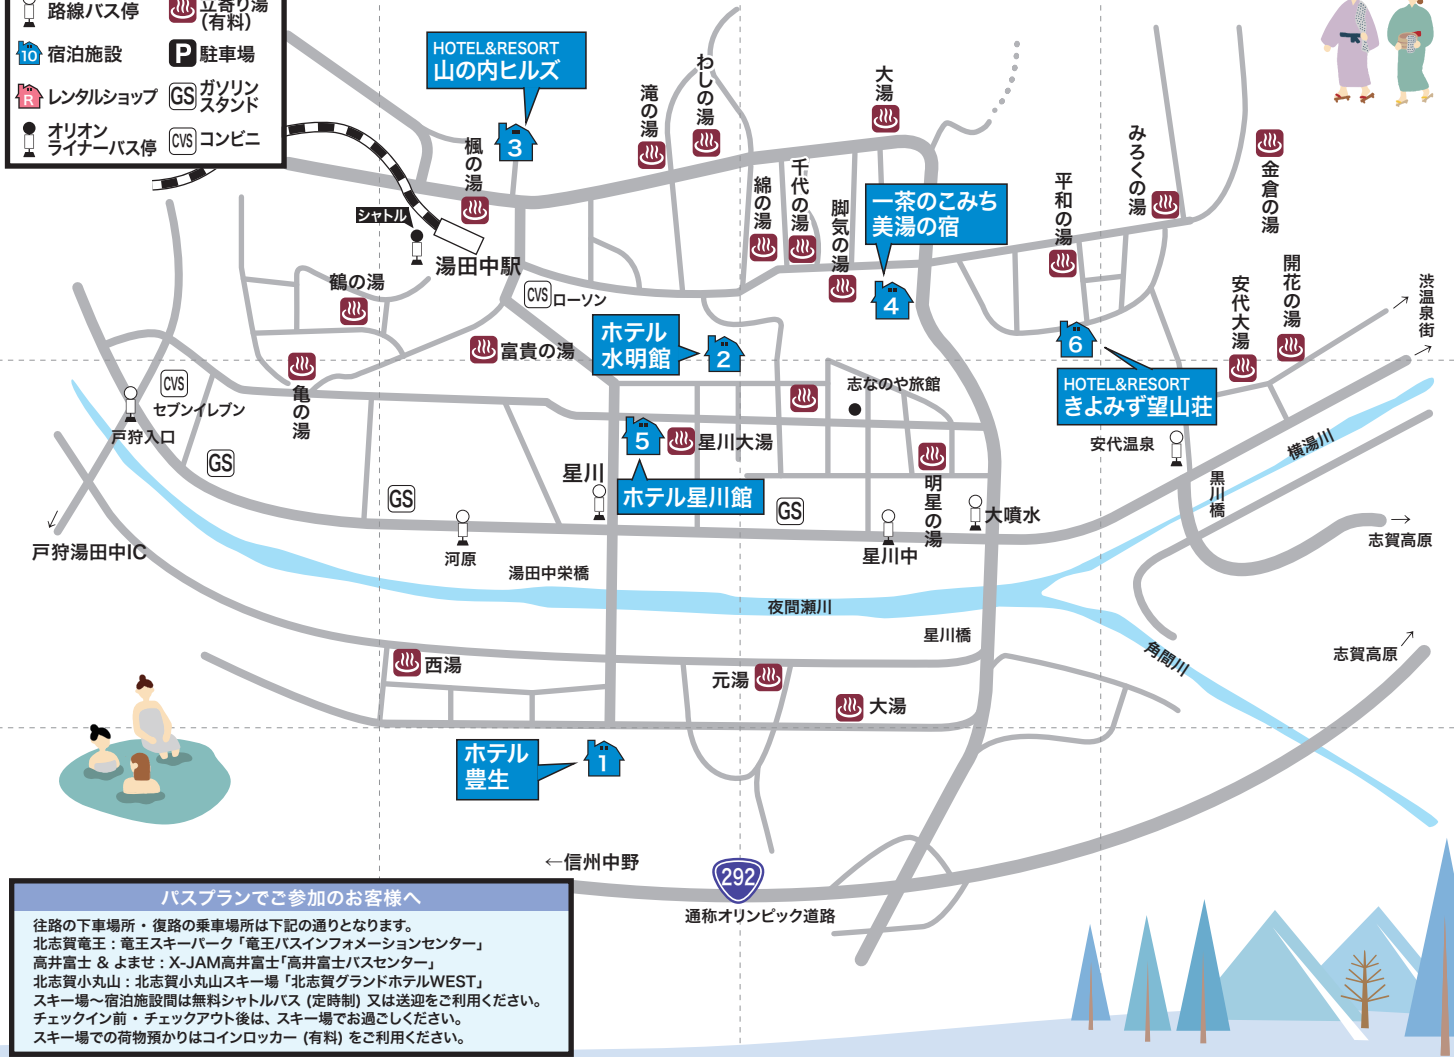 路線バス停
立寄り湯
(有料)
10 宿泊施設
P 駐車場
R レンタルショップ
GS ガソリン
スタンド
オリオン
ライナーバス停
CVS コンビニ
HOTEL&RESORT
山の内ヒルズ
3
楓の湯
シャトル
湯田中駅
滝の湯
わしの湯
大湯
綿の湯
千代の湯
脚気の湯
一茶のこみち
美湯の宿
4
平和の湯
みろくの湯
金倉の湯
安代大湯
開花の湯
渋温泉街
鶴の湯
CVS ローソン
富貴の湯
ホテル
水明館
2
6
HOTEL&RESORT
きよみず望山荘
亀の湯
CVS
セブンイレブン
戸狩入口
GS
志なのや旅館
5
星川大湯
ホテル星川館
星川
GS
GS
明星の湯
大噴水
安代温泉
黒川橋
横湯川
志賀高原
戸狩湯田中IC
河原
湯田中栄橋
星川中
夜間瀬川
星川橋
角間川
志賀高原
西湯
元湯
大湯
ホテル
豊生
1
←信州中野
292
通称オリンピック道路
バスプランでご参加のお客様へ
往路の下車場所・復路の乗車場所は下記の通りとなります。
北志賀竜王:竜王スキーパーク「竜王バスインフォメーションセンター」
高井富士 & よませ:X-JAM高井富士「高井富士バスセンター」
北志賀小丸山:北志賀小丸山スキー場「北志賀グランドホテルWEST」
スキー場～宿泊施設間は無料シャトルバス (定時制) 又は送迎をご利用ください。
チェックイン前・チェックアウト後は、スキー場でお過ごしください。
スキー場での荷物預かりはコインロッカー (有料) をご利用ください。